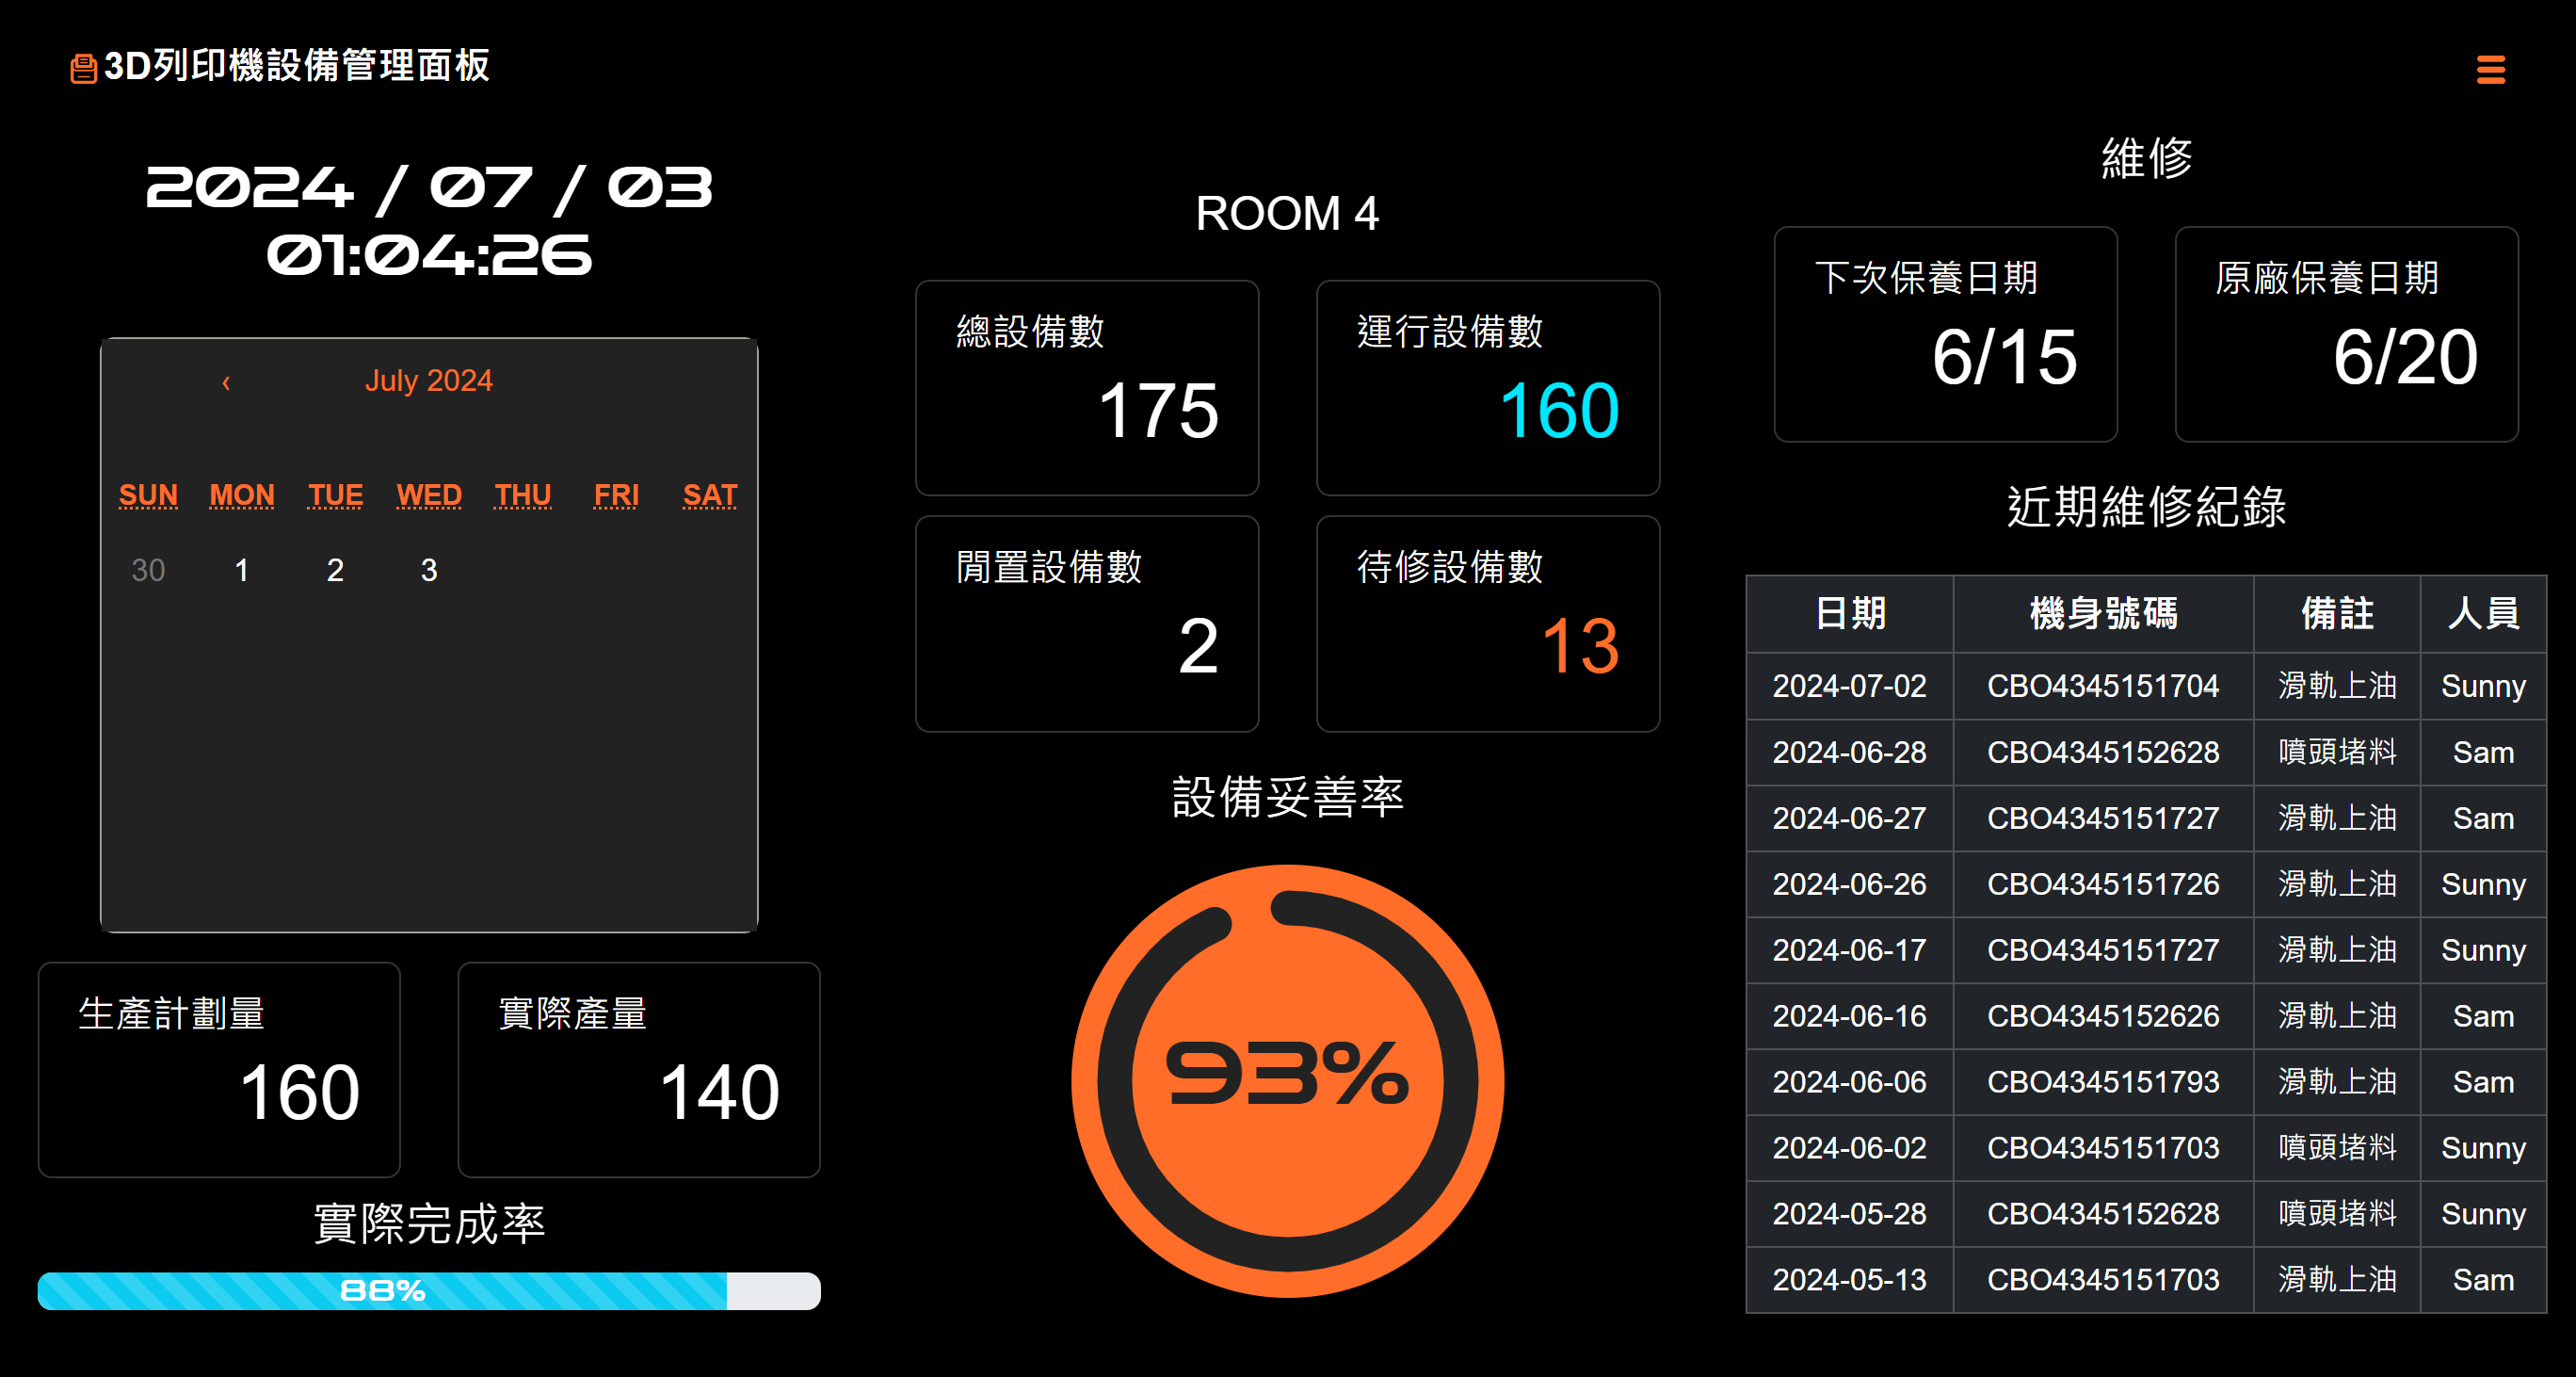 3D列印機設備管理面板
2024 / 07 / 03
01:04:26
‹ July 2024
SUN MON TUE WED THU FRI SAT
30 1 2 3
生產計劃量
160
實際產量
140
實際完成率
88%
ROOM 4
總設備數
175
運行設備數
160
閒置設備數
2
待修設備數
13
設備妥善率
93%
維修
下次保養日期
6/15
原廠保養日期
6/20
近期維修紀錄
日期 機身號碼 備註 人員
2024-07-02 CBO4345151704 滑軌上油 Sunny
2024-06-28 CBO4345152628 噴頭堵料 Sam
2024-06-27 CBO4345151727 滑軌上油 Sam
2024-06-26 CBO4345151726 滑軌上油 Sunny
2024-06-17 CBO4345151727 滑軌上油 Sunny
2024-06-16 CBO4345152626 滑軌上油 Sam
2024-06-06 CBO4345151793 滑軌上油 Sam
2024-06-02 CBO4345151703 噴頭堵料 Sunny
2024-05-28 CBO4345152628 噴頭堵料 Sunny
2024-05-13 CBO4345151703 滑軌上油 Sam